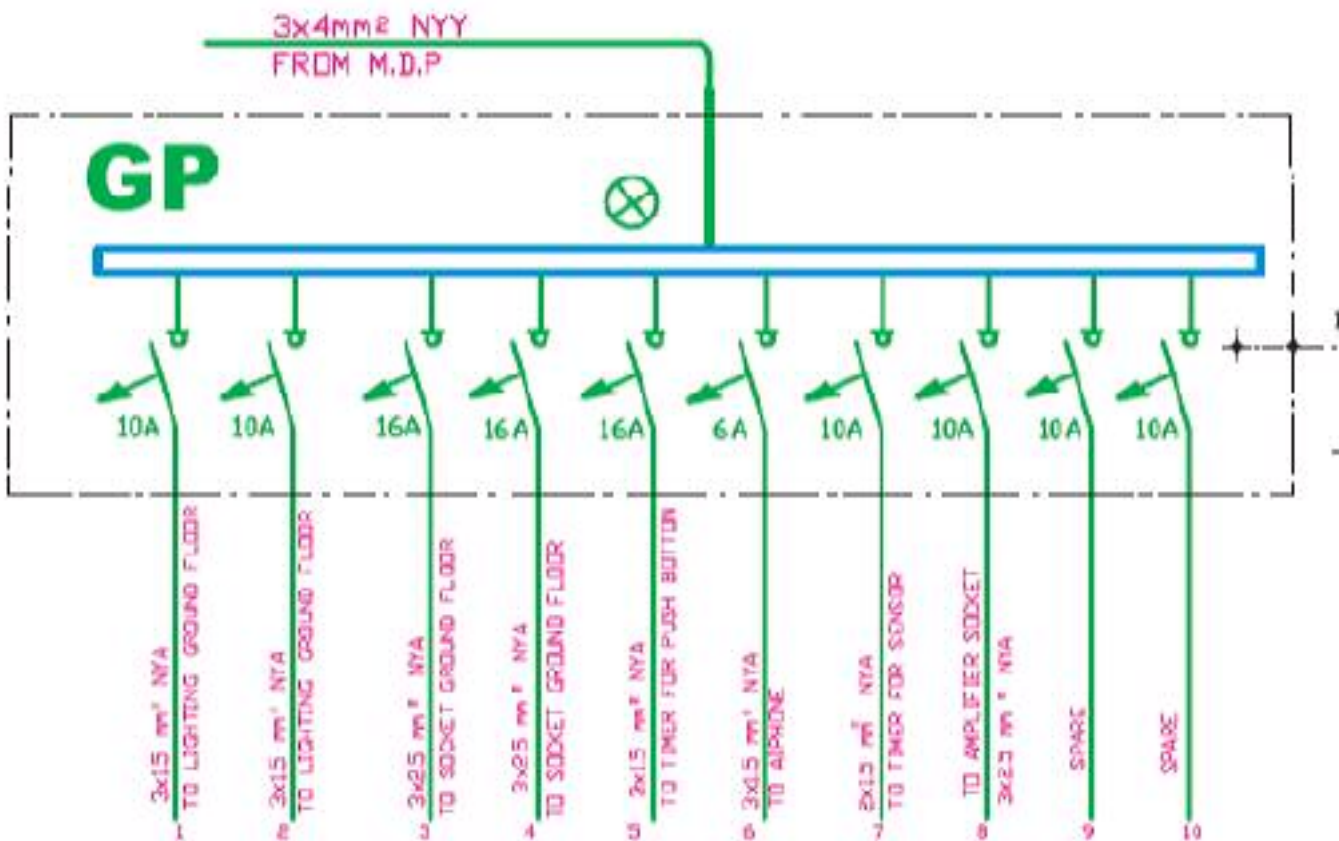 3x4mm² NYY
FROM M.D.P
GP
10A
10A
16A
16A
16A
6A
10A
10A
10A
10A
3x1.5 mm² NYA
TO LIGHTING GROUND FLOOR
3x1.5 mm² NYA
TO LIGHTING GROUND FLOOR
3x2.5 mm² NYA
TO SOCKET GROUND FLOOR
3x2.5 mm² NYA
TO SOCKET GROUND FLOOR
2x1.5 mm² NYA
TO TIMER FOR PUSH BUTTON
3x1.5 mm² NYA
TO AIPHONE
2x1.5 mm² NYA
TO TIMER FOR SENSOR
TO AMPLIFIER SOCKET
3x2.5 mm² NYA
SPARE
SPARE
1
2
3
4
5
6
7
8
9
10